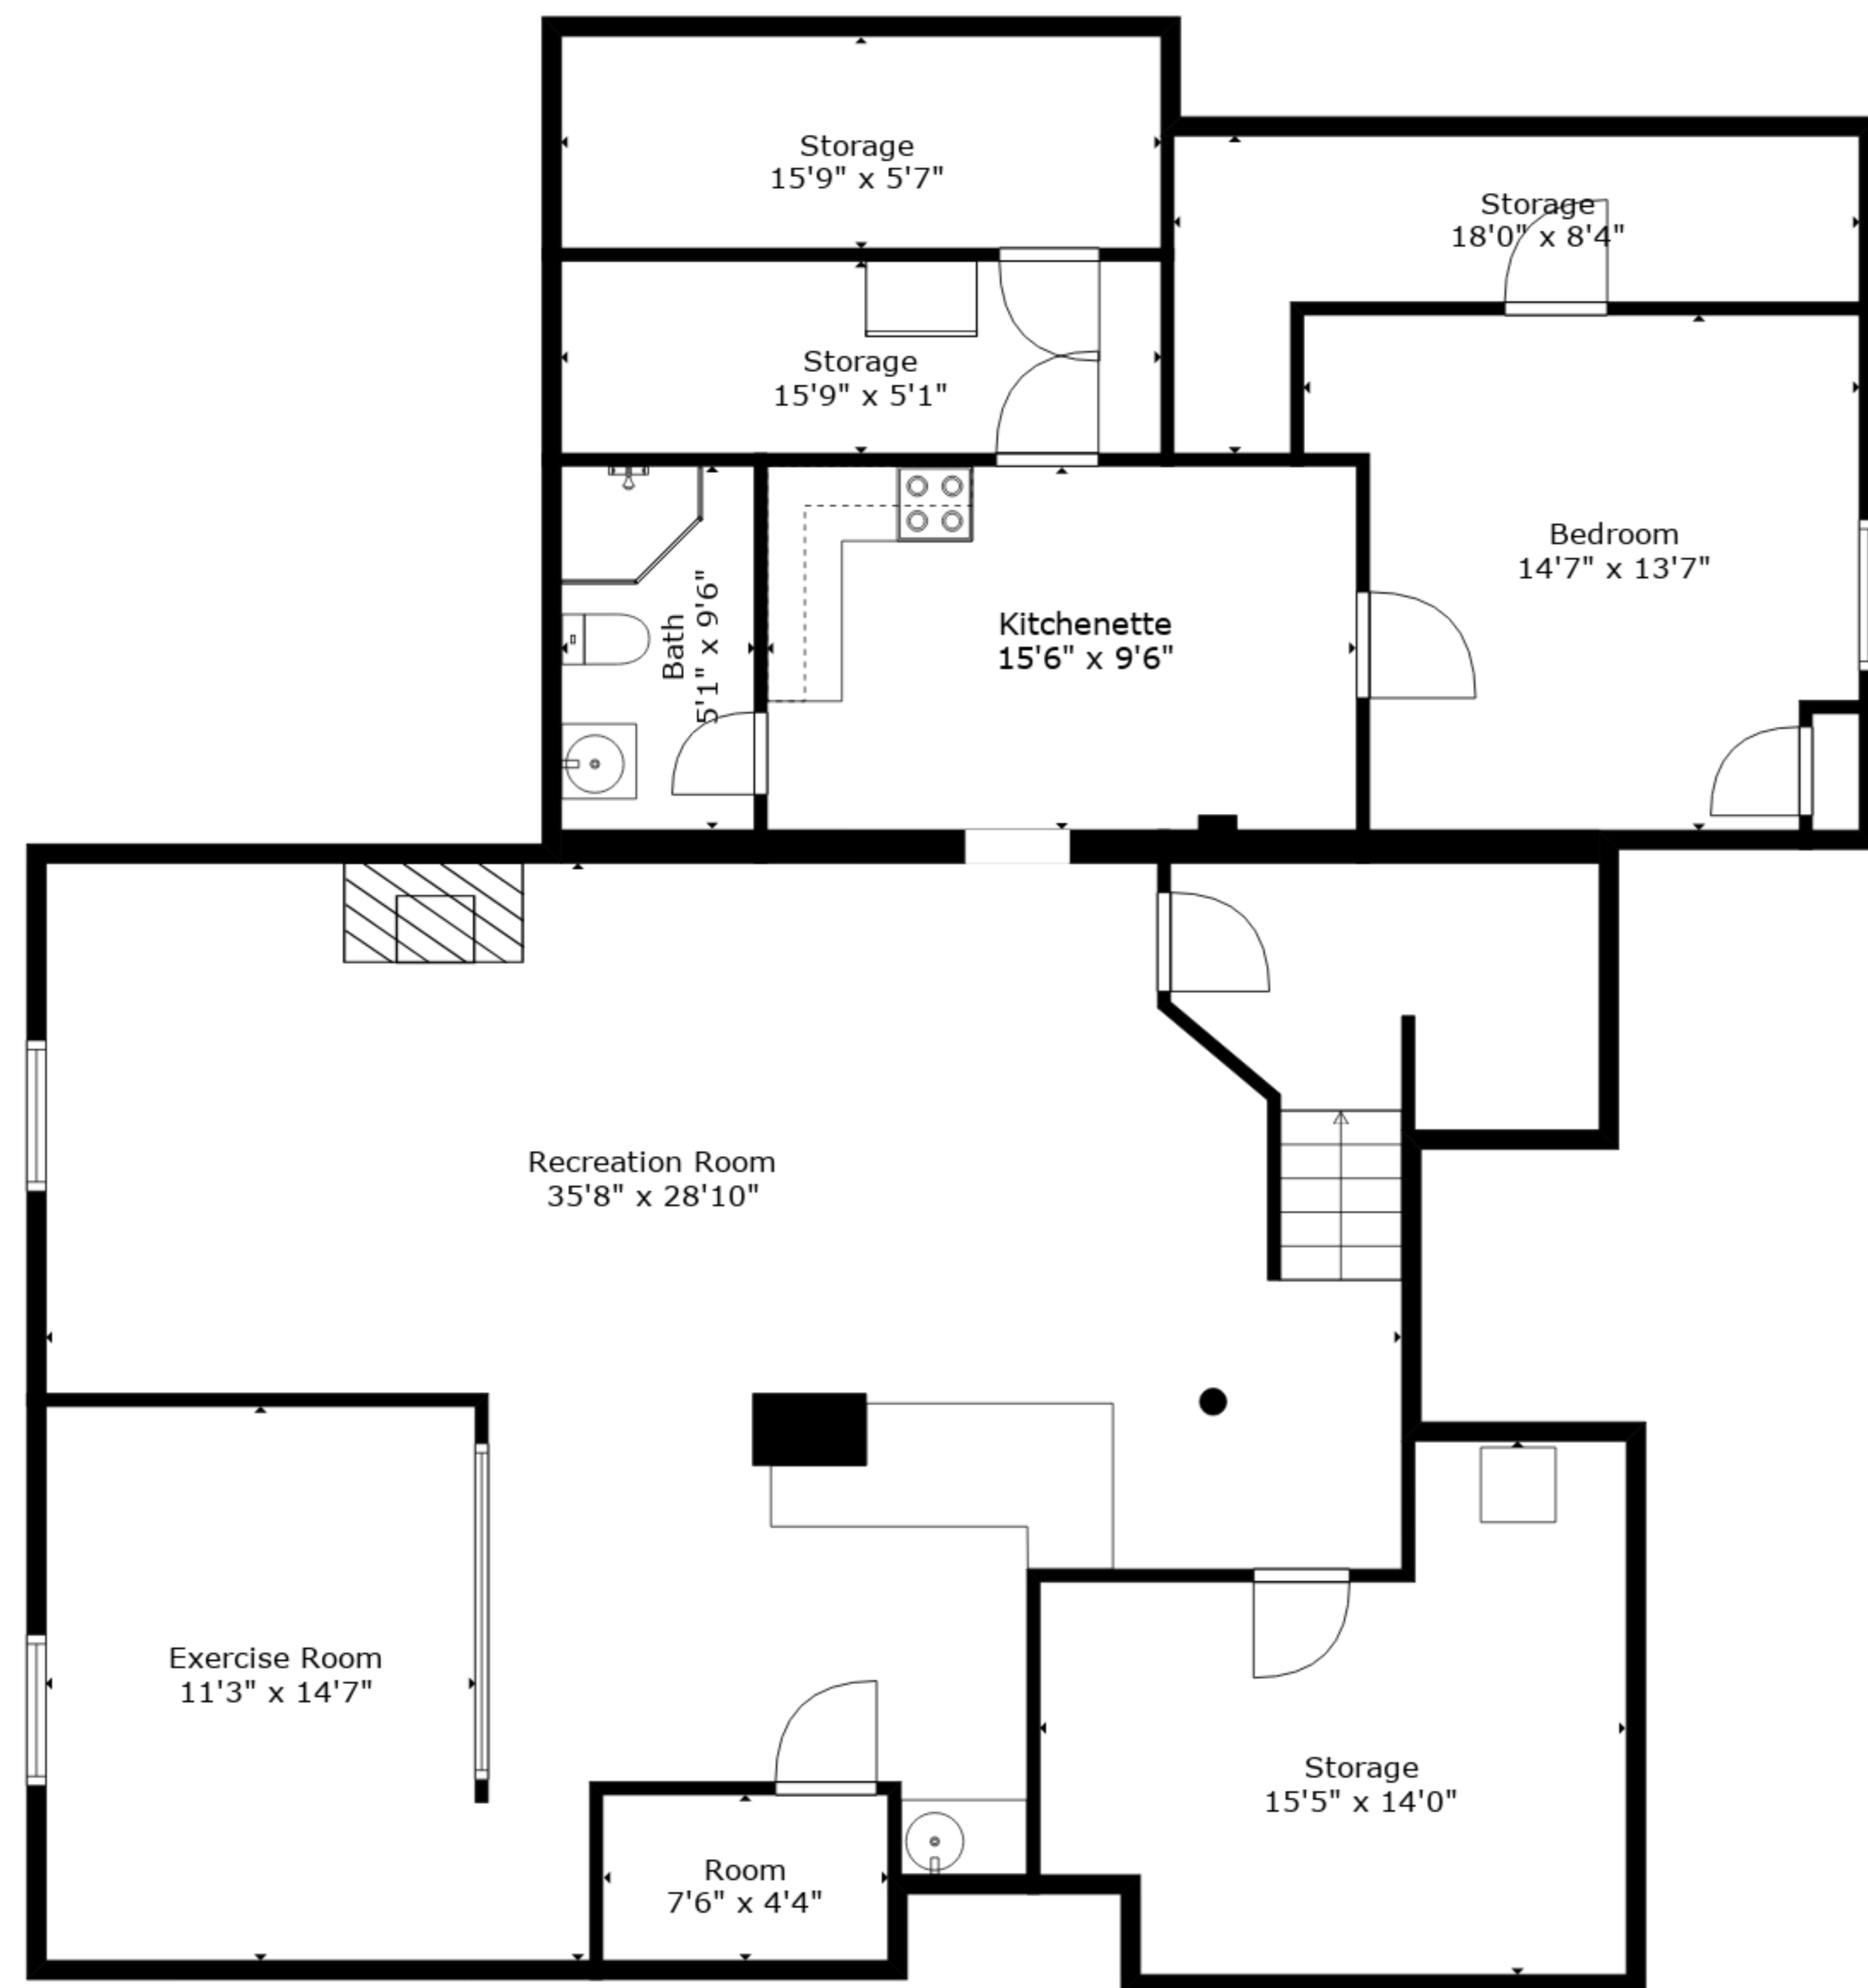 Storage
15'9" x 5'7"
Storage
18'0" x 8'4"
Storage
15'9" x 5'1"
Bedroom
14'7" x 13'7"
Bath
5'1" x 9'6"
Kitchenette
15'6" x 9'6"
Recreation Room
35'8" x 28'10"
Exercise Room
11'3" x 14'7"
Storage
15'5" x 14'0"
Room
7'6" x 4'4"